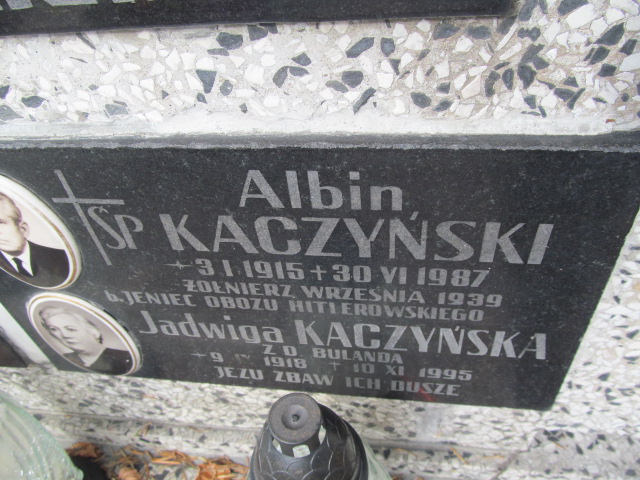 Albin
ŚP KACZYŃSKI
*3.I.1915+30 VI 1987
ŻOŁNIERZ WRZEŚNIA 1939
b.JENIEC OBOZU HITLEROWSKIEGO
Jadwiga KACZYŃSKA
Z D. BULANDA
1918 +10 XI 1995
JEZU ZBAW ICH DUSZE